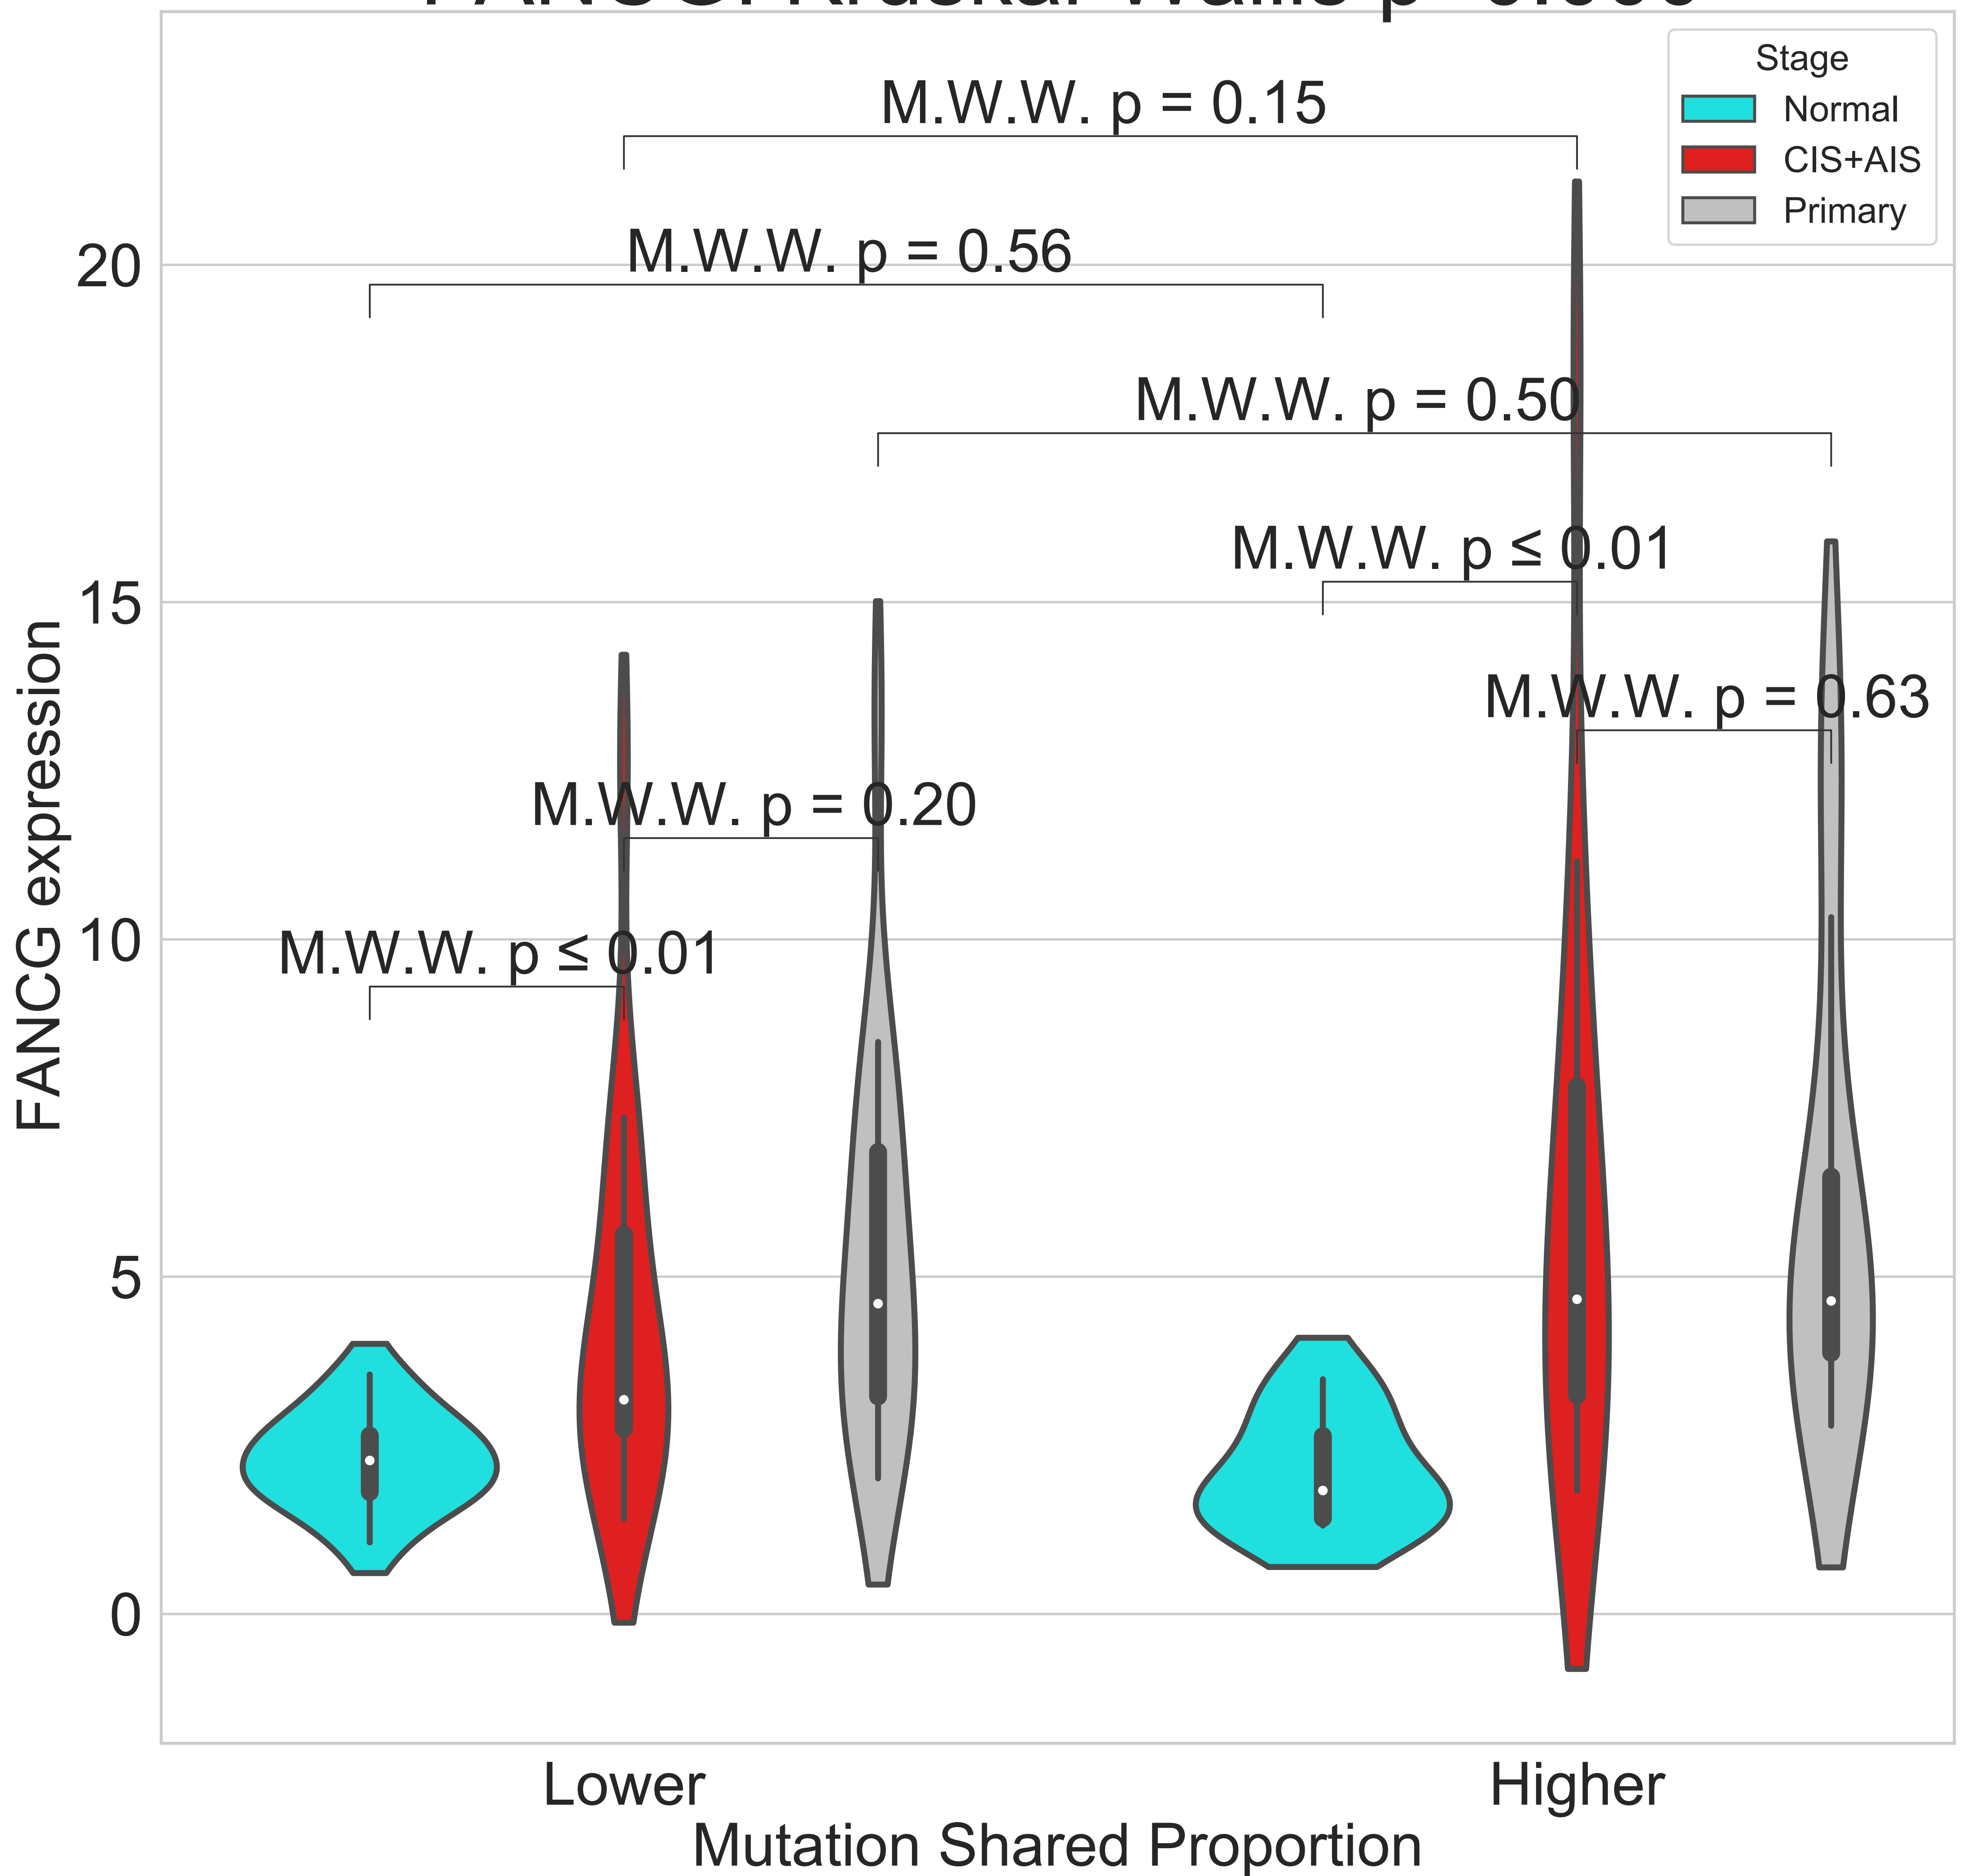 Stage
Normal
CIS+AIS
Primary
M.W.W. p = 0.15
M.W.W. p = 0.56
M.W.W. p = 0.50
M.W.W. p ≤ 0.01
M.W.W. p = 0.63
M.W.W. p = 0.20
M.W.W. p ≤ 0.01
20
15
10
5
0
FANCG expression
Lower
Higher
Mutation Shared Proportion